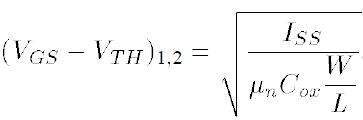 (V_{GS} − V_{TH})_{1,2} = \sqrt{\frac{I_{SS}}{\mu_n C_{ox} \frac{W}{L}}}